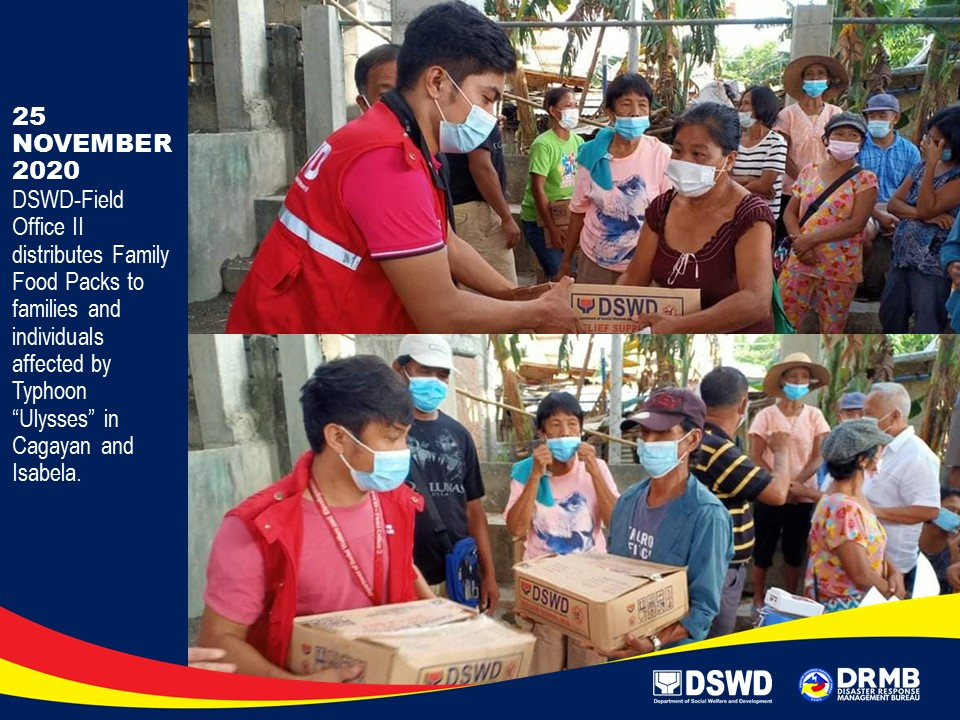 25
NOVEMBER
2020
DSWD-Field
Office II
distributes Family
Food Packs to
families and
individuals
affected by
Typhoon
“Ulysses” in
Cagayan and
Isabela.
DSWD
DSWD
DSWD
DSWD
Department of Social Welfare and Development
DRMB
DISASTER RESPONSE
MANAGEMENT BUREAU